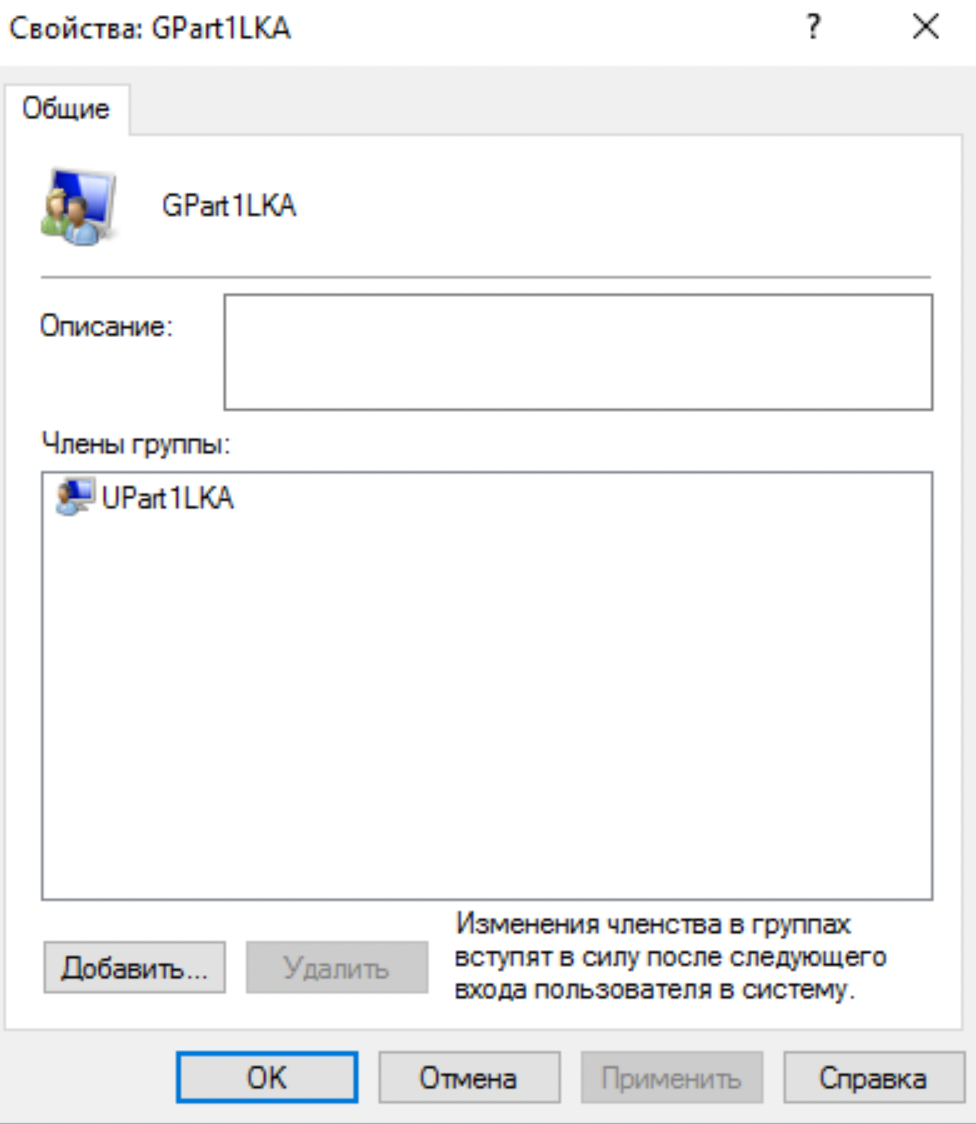 Свойства: GPart1LKA ?
Общие
GPart1LKA
Описание:
Члены группы:
UPart1LKA
Изменения членства в группах
вступят в силу после следующего
входа пользователя в систему.
Добавить... Удалить
OK Отмена Применить Справка